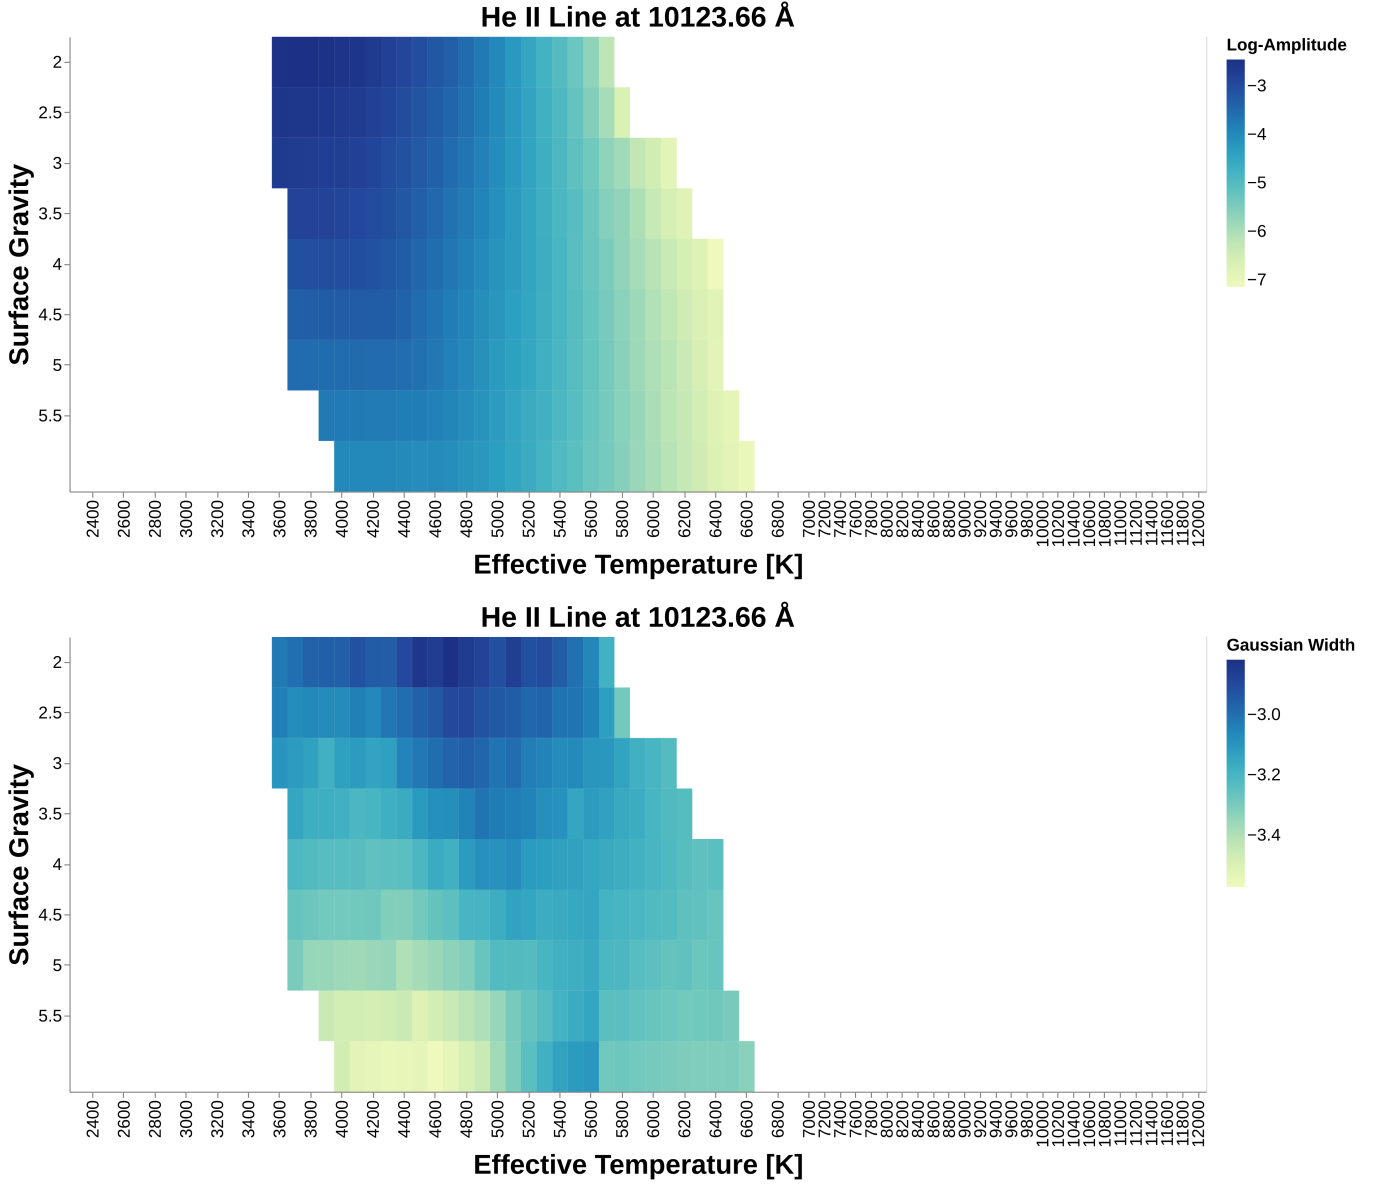 He II Line at 10123.66 Å
Log-Amplitude
−3
−4
−5
−6
−7
Surface Gravity
2
2.5
3
3.5
4
4.5
5
5.5
2400 2600 2800 3000 3200 3400 3600 3800 4000 4200 4400 4600 4800 5000 5200 5400 5600 5800 6000 6200 6400 6600 6800 7000 7200 7400 7600 7800 8000 8200 8400 8600 8800 9000 9200 9400 9600 9800 10000 10200 10400 10600 10800 11000 11200 11400 11600 11800 12000
Effective Temperature [K]
He II Line at 10123.66 Å
Gaussian Width
−3.0
−3.2
−3.4
Surface Gravity
2
2.5
3
3.5
4
4.5
5
5.5
2400 2600 2800 3000 3200 3400 3600 3800 4000 4200 4400 4600 4800 5000 5200 5400 5600 5800 6000 6200 6400 6600 6800 7000 7200 7400 7600 7800 8000 8200 8400 8600 8800 9000 9200 9400 9600 9800 10000 10200 10400 10600 10800 11000 11200 11400 11600 11800 12000
Effective Temperature [K]